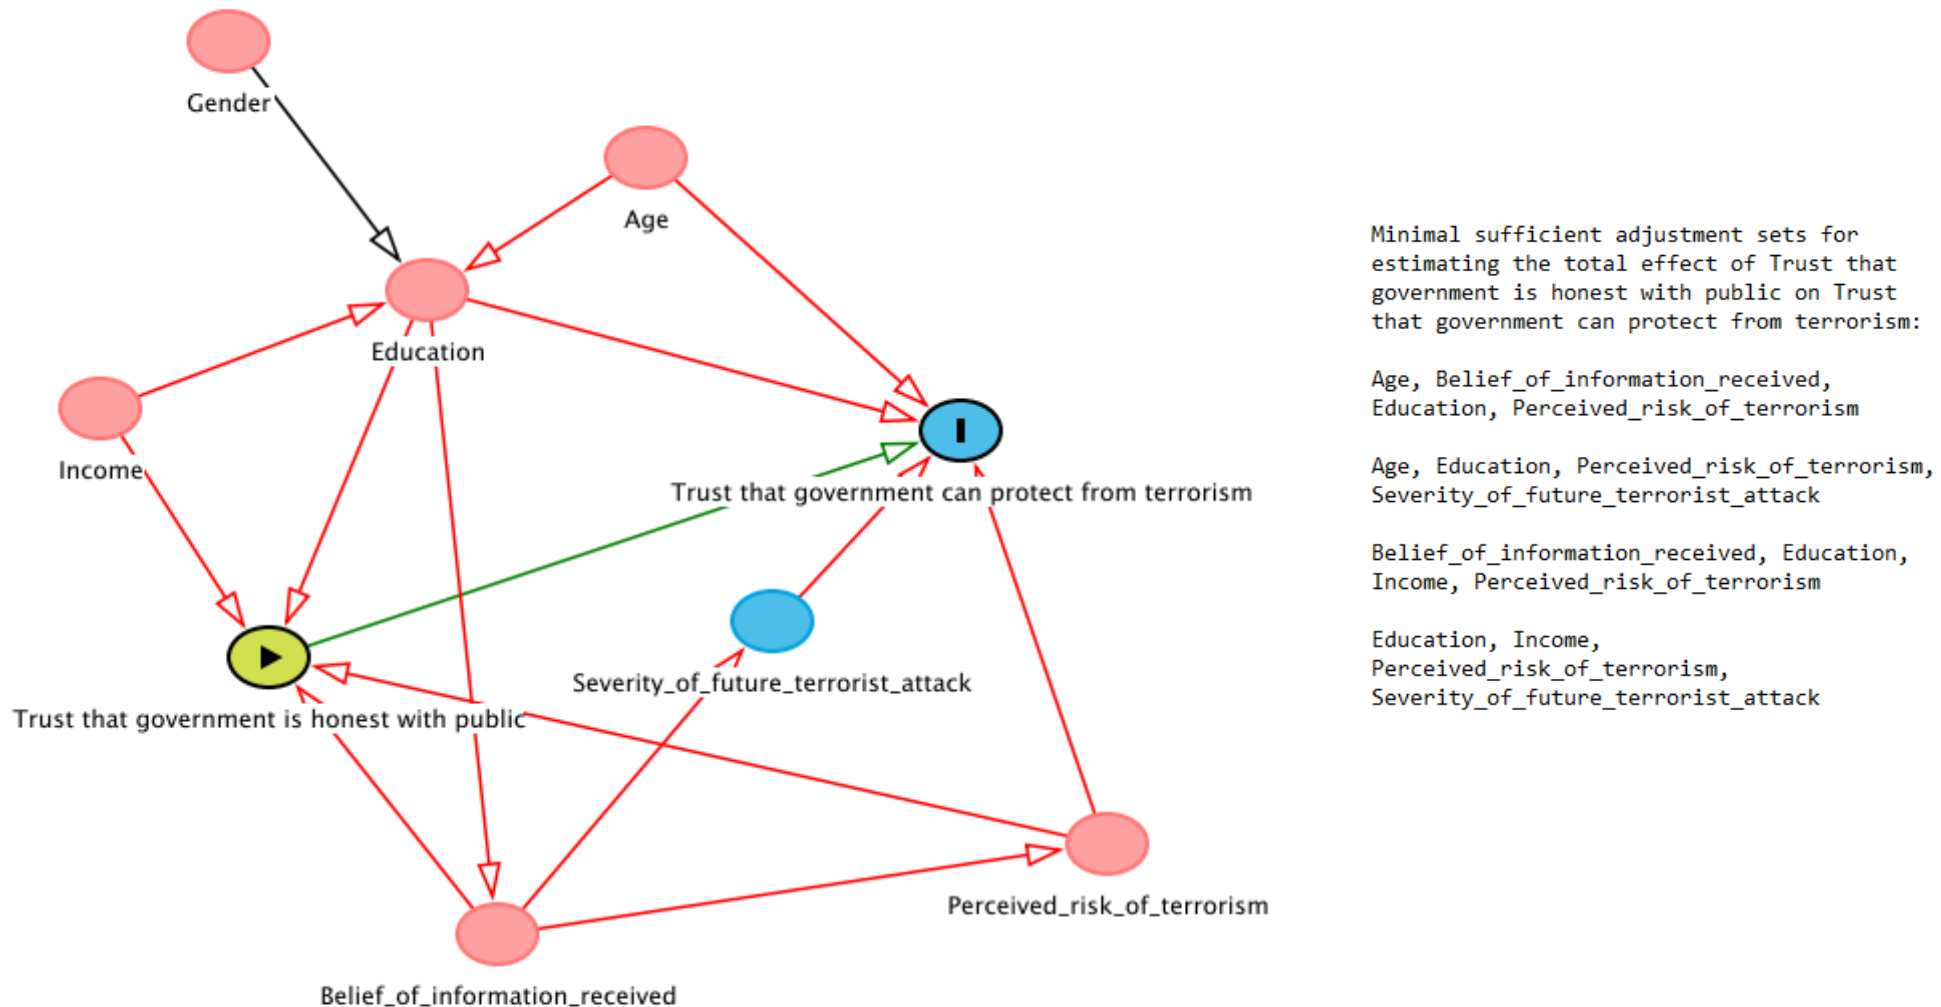 Gender
Age
Education
Income
Trust that government can protect from terrorism
Severity_of_future_terrorist_attack
Trust that government is honest with public
Perceived_risk_of_terrorism
Belief_of_information_received
Minimal sufficient adjustment sets for
estimating the total effect of Trust that
government is honest with public on Trust
that government can protect from terrorism:
Age, Belief_of_information_received,
Education, Perceived_risk_of_terrorism
Age, Education, Perceived_risk_of_terrorism,
Severity_of_future_terrorist_attack
Belief_of_information_received, Education,
Income, Perceived_risk_of_terrorism
Education, Income,
Perceived_risk_of_terrorism,
Severity_of_future_terrorist_attack